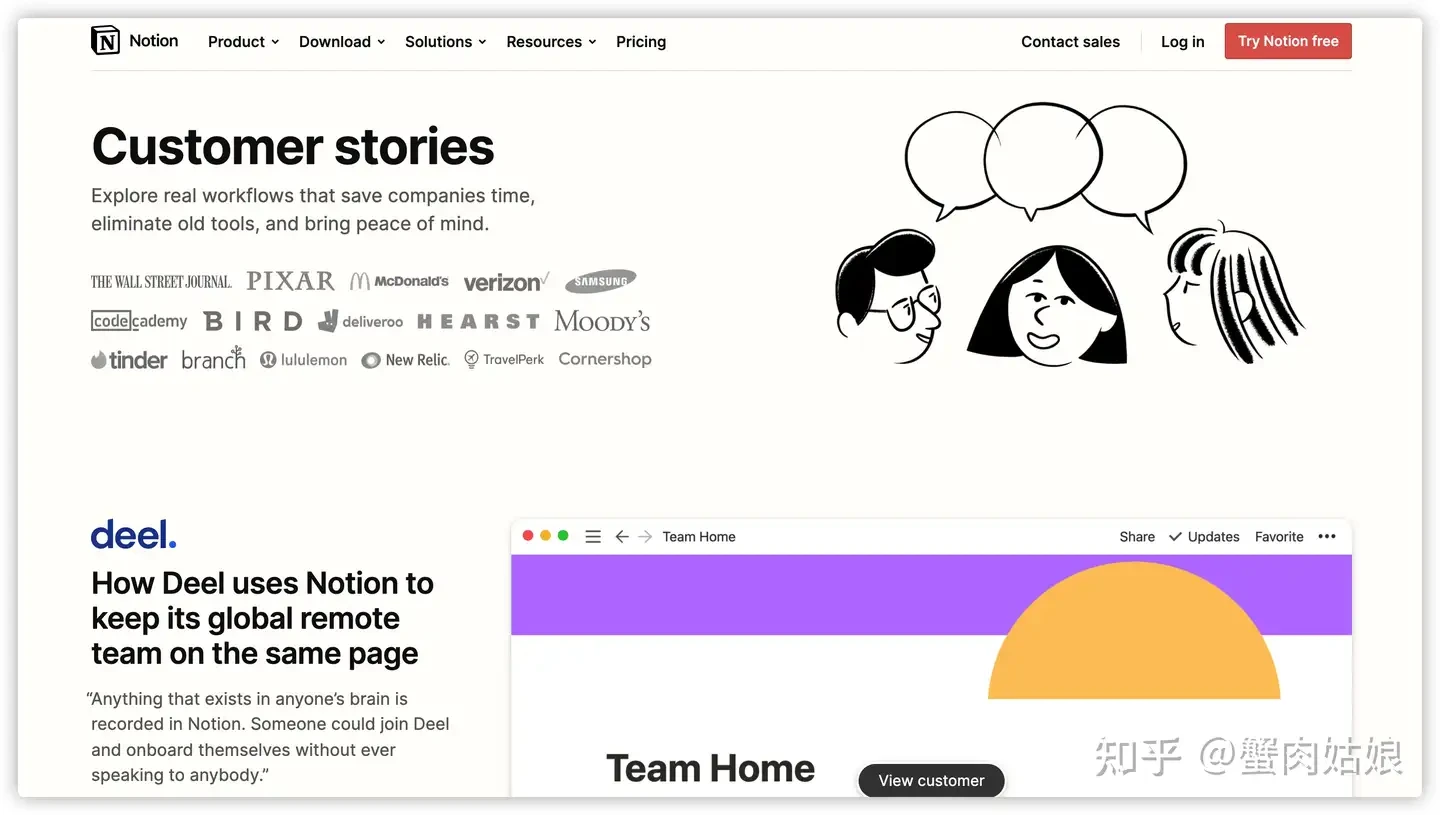 Notion Product Download Solutions Resources Pricing Contact sales Log in Try Notion free
Customer stories
Explore real workflows that save companies time,
eliminate old tools, and bring peace of mind.
THE WALL STREET JOURNAL. PIXAR McDonald's verizon SAMSUNG
codecademy BIRD deliveroo HEARST MOODY'S
tinder branch lululemon New Relic. TravelPerk Cornershop
deel.
How Deel uses Notion to
keep its global remote
team on the same page
“Anything that exists in anyone’s brain is
recorded in Notion. Someone could join Deel
and onboard themselves without ever
speaking to anybody.”
Team Home Share Updates Favorite •••
Team Home
View customer
知乎 @蟹肉姑娘